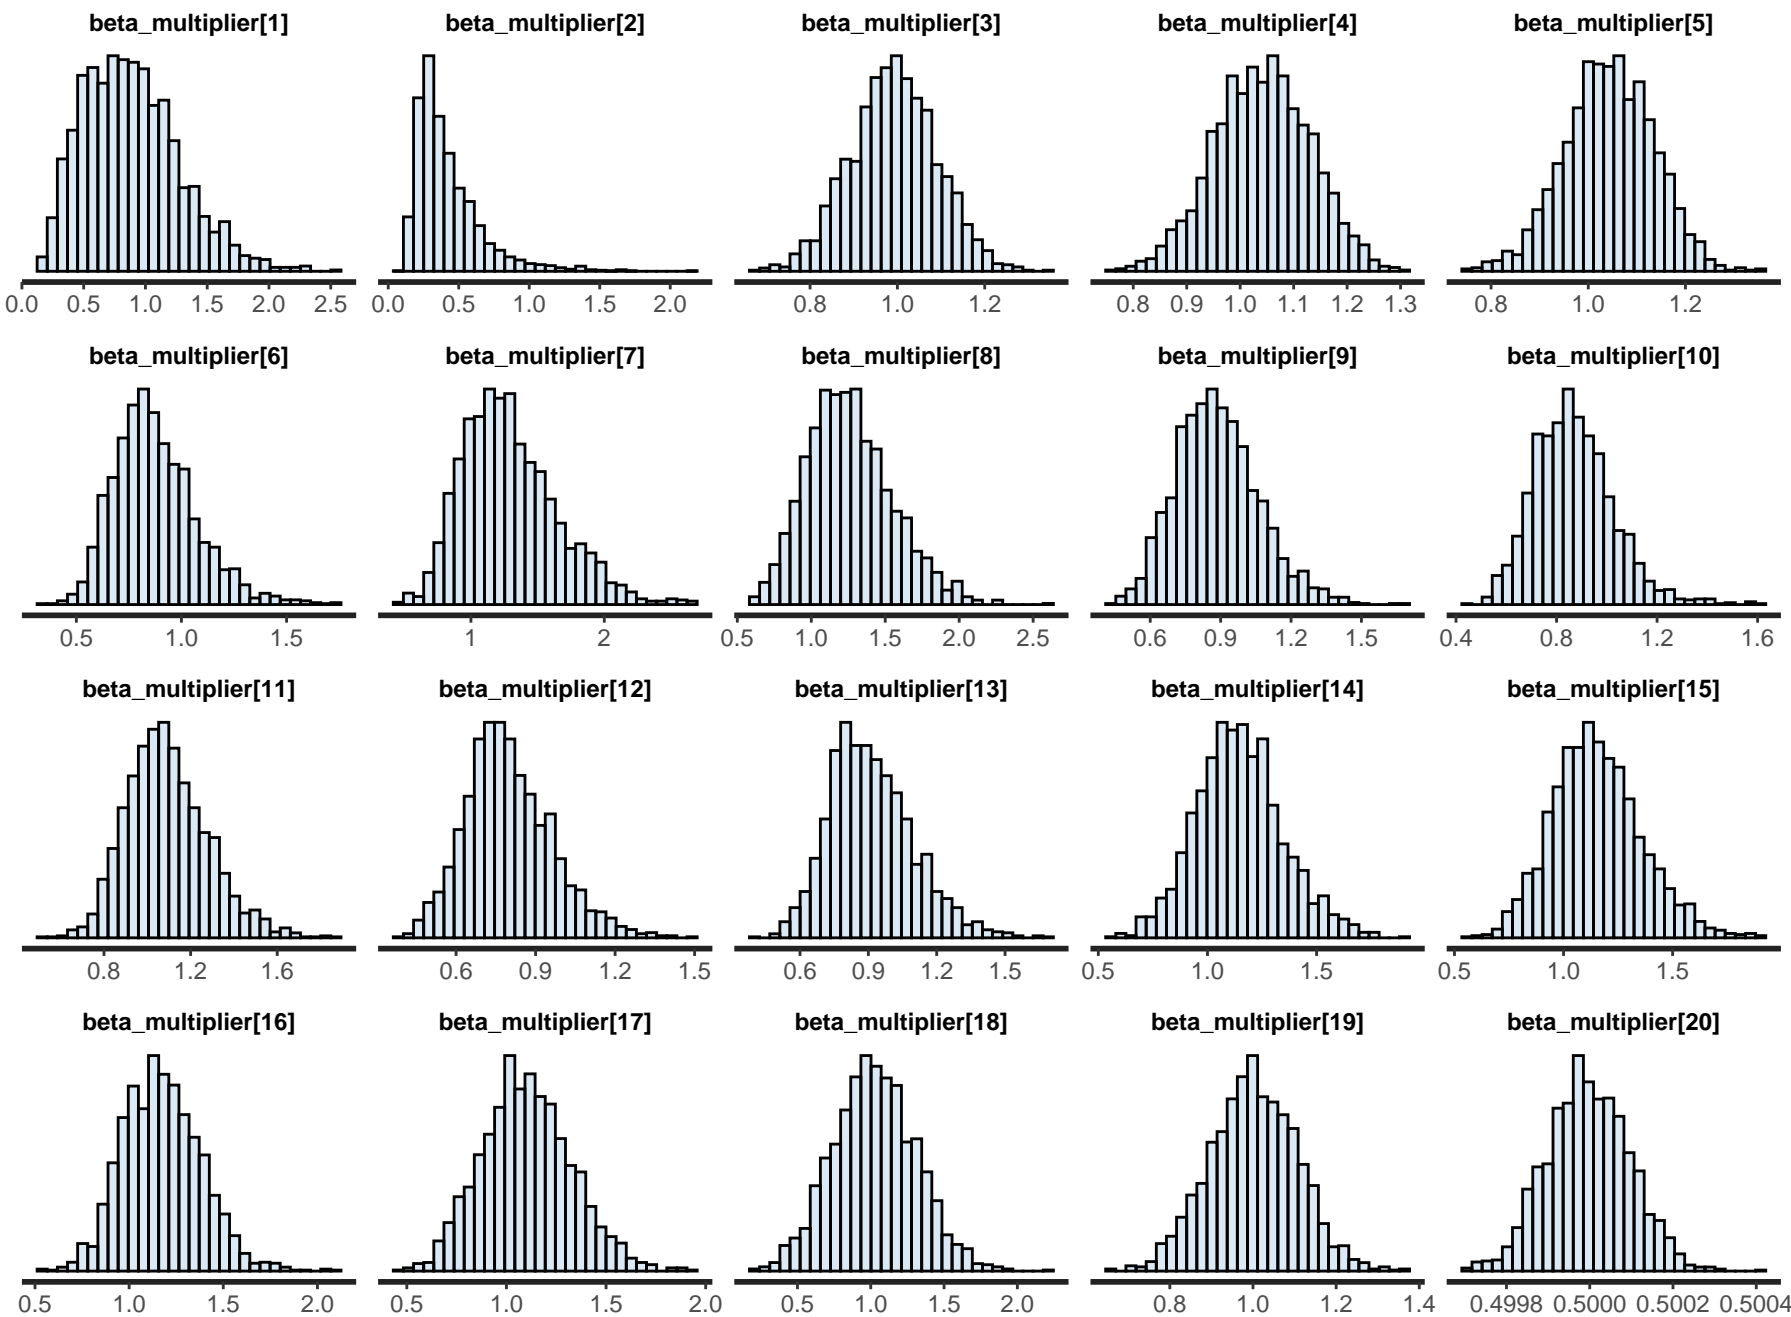 beta_multiplier[1] beta_multiplier[2] beta_multiplier[3] beta_multiplier[4] beta_multiplier[5]
0.0 0.5 1.0 1.5 2.0 2.5 0.0 0.5 1.0 1.5 2.0 0.8 1.0 1.2 0.8 0.9 1.0 1.1 1.2 1.3 0.8 1.0 1.2
beta_multiplier[6] beta_multiplier[7] beta_multiplier[8] beta_multiplier[9] beta_multiplier[10]
0.5 1.0 1.5 1 2 0.5 1.0 1.5 2.0 2.5 0.6 0.9 1.2 1.5 0.4 0.8 1.2 1.6
beta_multiplier[11] beta_multiplier[12] beta_multiplier[13] beta_multiplier[14] beta_multiplier[15]
0.8 1.2 1.6 0.6 0.9 1.2 1.5 0.6 0.9 1.2 1.5 0.5 1.0 1.5 0.5 1.0 1.5
beta_multiplier[16] beta_multiplier[17] beta_multiplier[18] beta_multiplier[19] beta_multiplier[20]
0.5 1.0 1.5 2.0 0.5 1.0 1.5 2.0 0.5 1.0 1.5 2.0 0.8 1.0 1.2 1.4 0.4998 0.5000 0.5002 0.5004